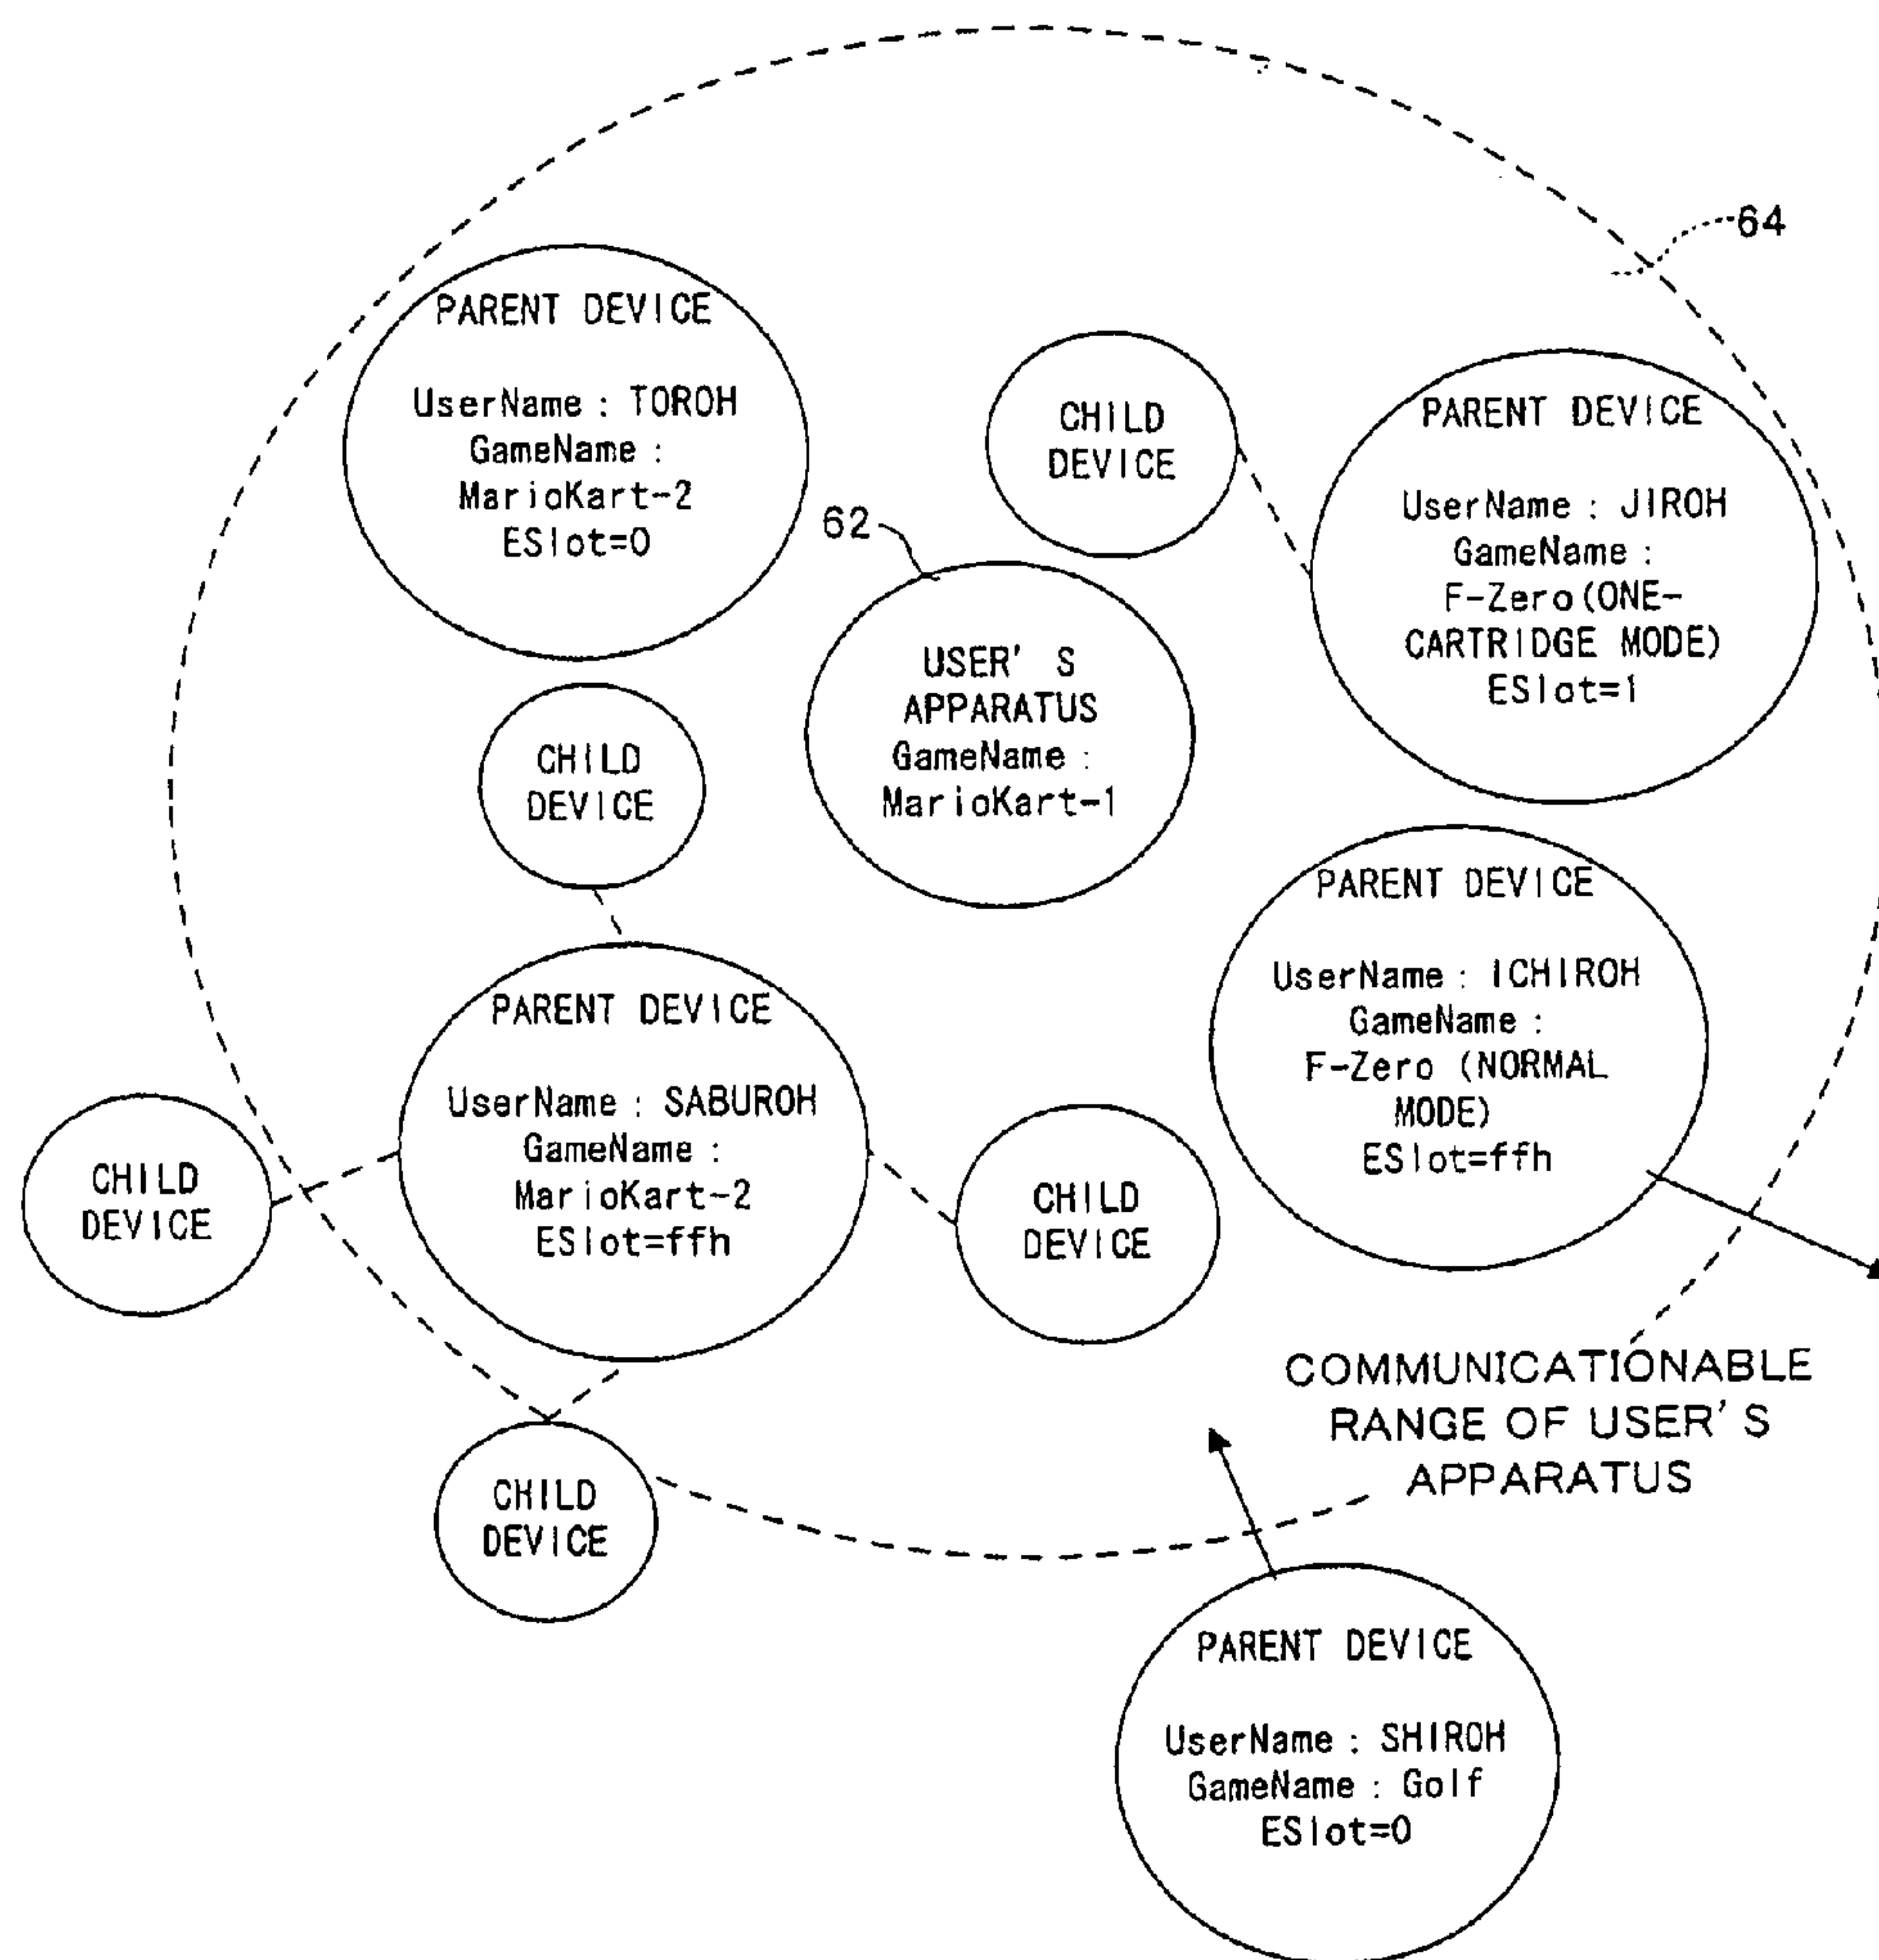 64
PARENT DEVICE
UserName : TOROH
GameName :
MarioKart-2
ESlot=0
CHILD
DEVICE
PARENT DEVICE
UserName : JIROH
GameName :
F-Zero(ONE-
CARTRIDGE MODE)
ESlot=1
62
USER'S
APPARATUS
GameName :
MarioKart-1
CHILD
DEVICE
PARENT DEVICE
UserName : ICHIROH
GameName :
F-Zero (NORMAL
MODE)
ESlot=ffh
PARENT DEVICE
UserName : SABUROH
GameName :
MarioKart-2
ESlot=ffh
CHILD
DEVICE
CHILD
DEVICE
COMMUNICATIONABLE
RANGE OF USER'S
APPARATUS
CHILD
DEVICE
PARENT DEVICE
UserName : SHIROH
GameName : Golf
ESlot=0